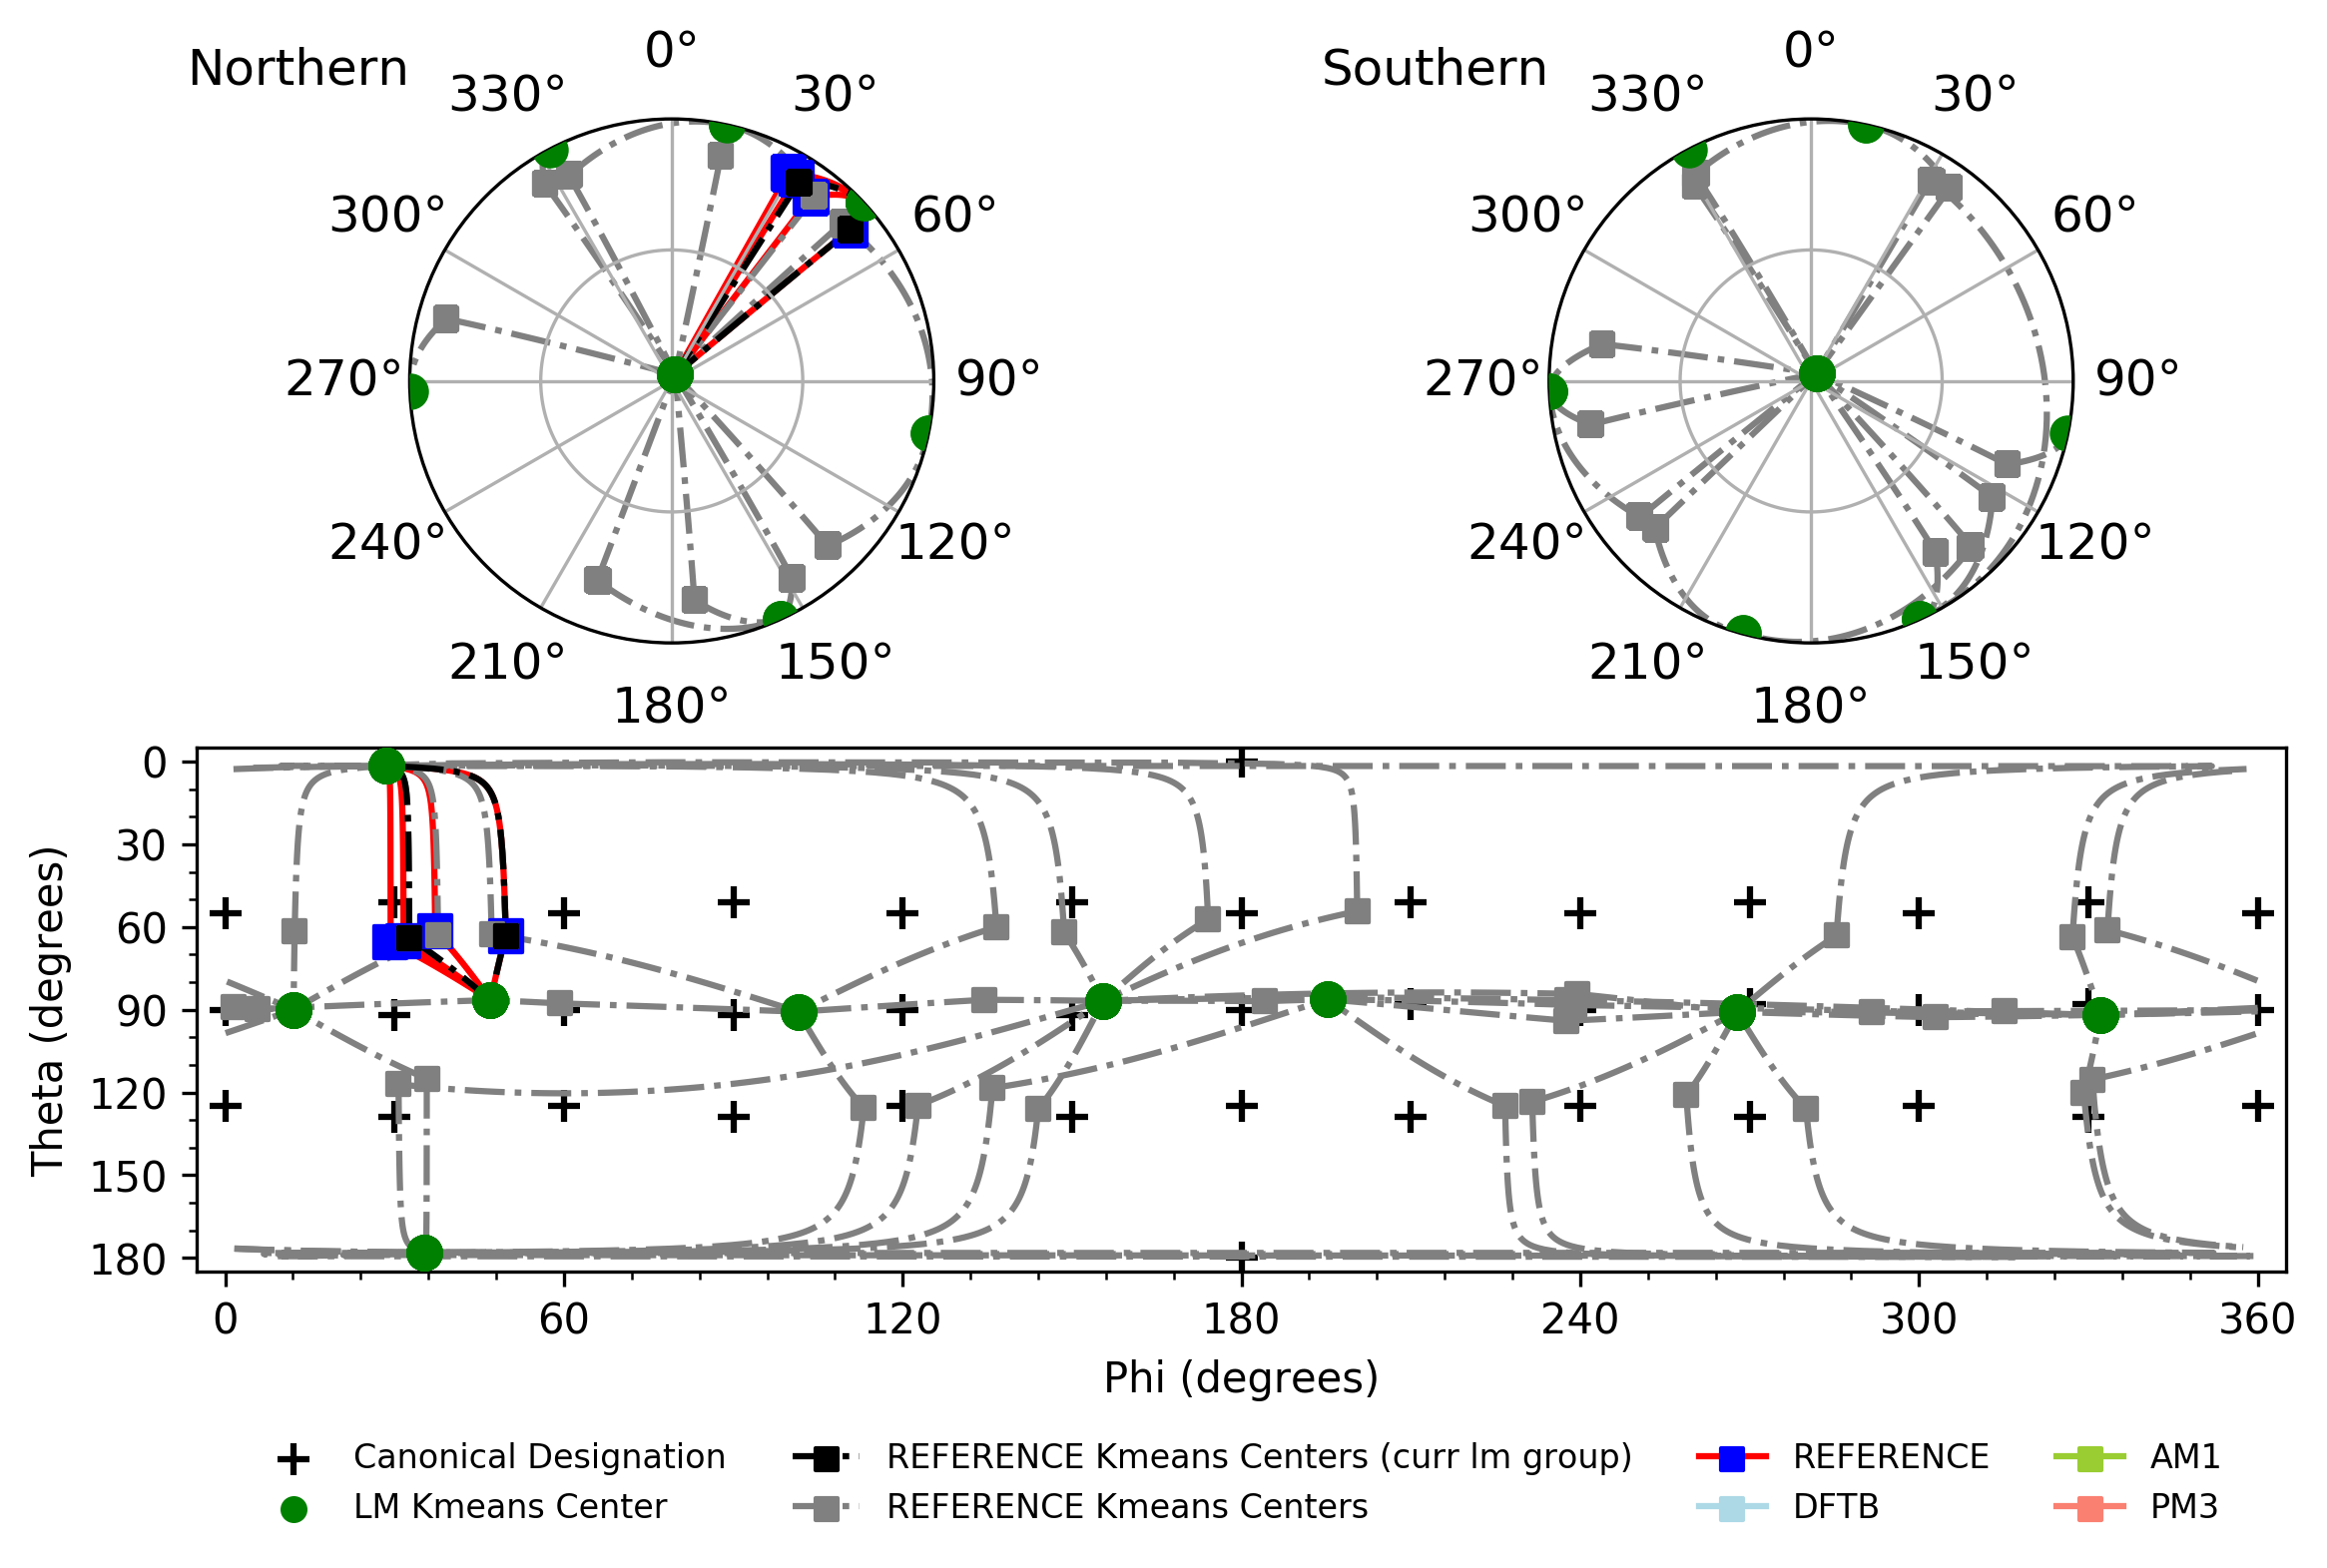 Northern
0°
30°
60°
90°
120°
150°
180°
210°
240°
270°
300°
330°
Southern
0°
30°
60°
90°
120°
150°
180°
210°
240°
270°
300°
330°
Theta (degrees)
0
30
60
90
120
150
180
0 60 120 180 240 300 360
Phi (degrees)
Canonical Designation
LM Kmeans Center
REFERENCE Kmeans Centers (curr lm group)
REFERENCE Kmeans Centers
REFERENCE
DFTB
AM1
PM3